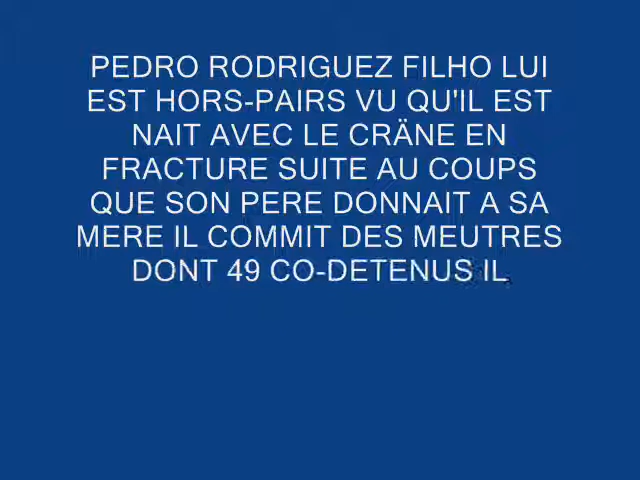 PEDRO RODRIGUEZ FILHO LUI
EST HORS-PAIRS VU QU'IL EST
NAIT AVEC LE CRÄNE EN
FRACTURE SUITE AU COUPS
QUE SON PERE DONNAIT A SA
MERE IL COMMIT DES MEUTRES
DONT 49 CO-DETENUS IL